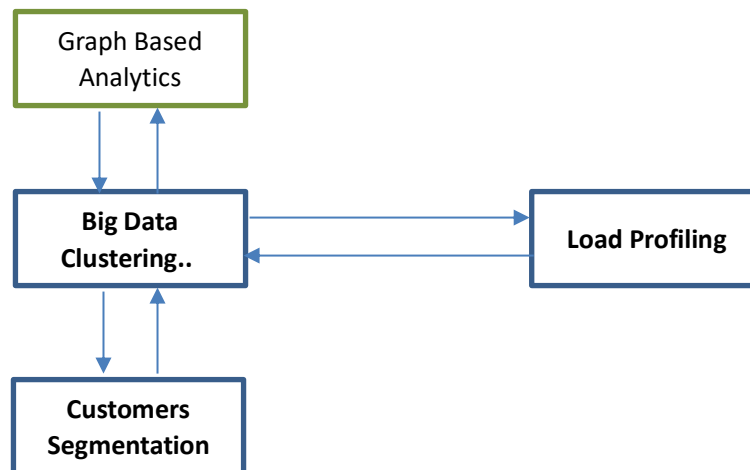 Graph Based
Analytics
Big Data
Clustering..
Load Profiling
Customers
Segmentation